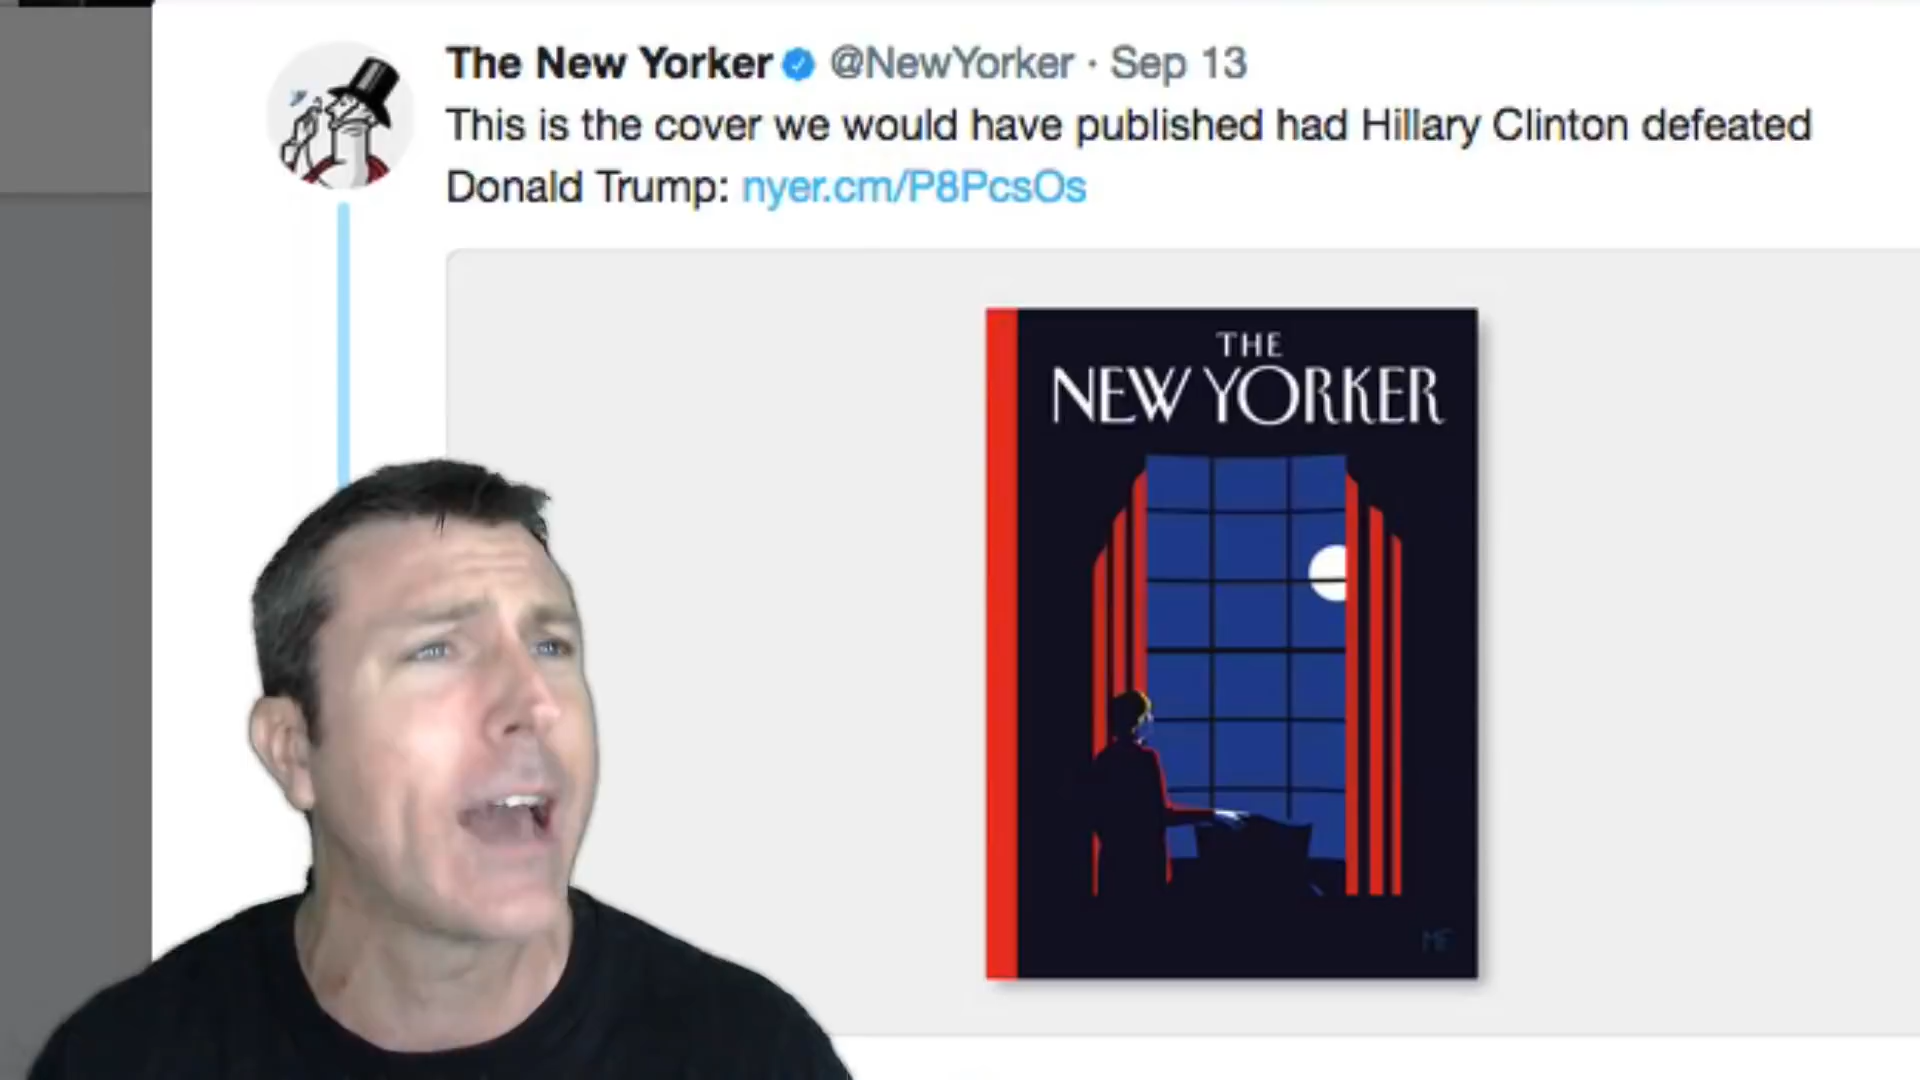 The New Yorker @NewYorker · Sep 13
This is the cover we would have published had Hillary Clinton defeated
Donald Trump: nyer.cm/P8PcsOs
THE
NEW YORKER
MF